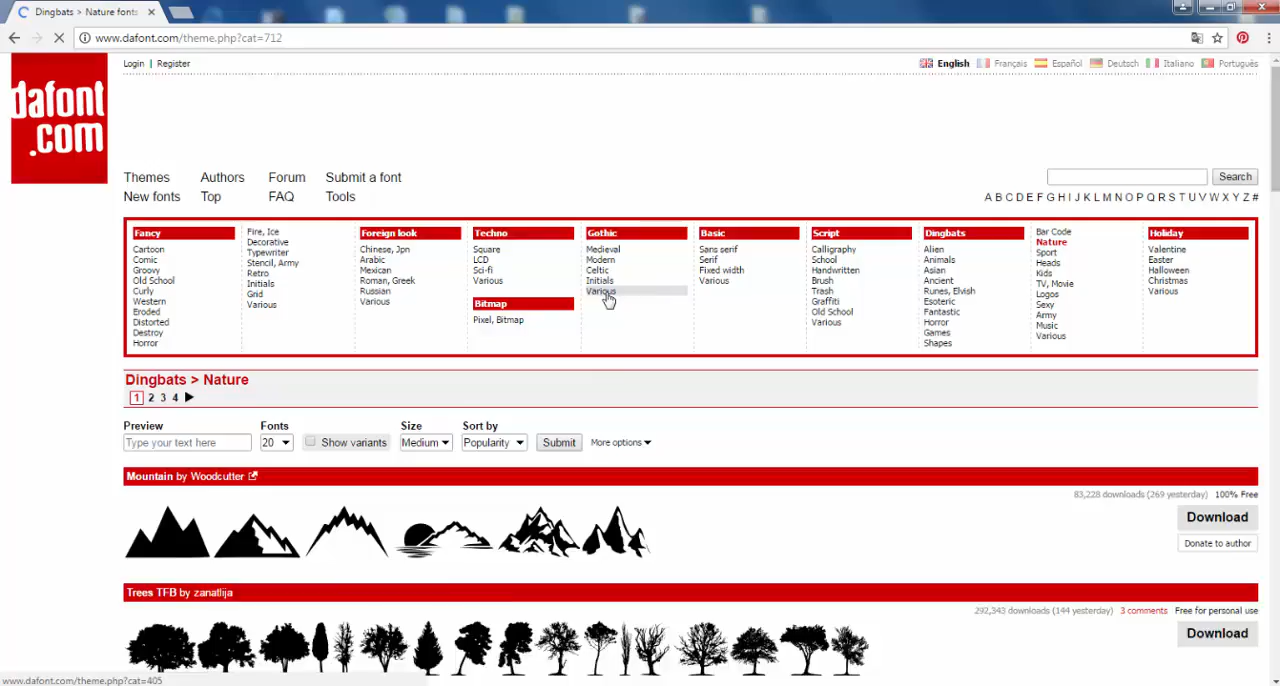 Dingbats > Nature fonts
www.dafont.com/theme.php?cat=712
dafont
.com
Login | Register
English Français Español Deutsch Italiano Português
Themes Authors Forum Submit a font
New fonts Top FAQ Tools
Search
A B C D E F G H I J K L M N O P Q R S T U V W X Y Z #
Fancy
Cartoon
Comic
Groovy
Old School
Curly
Western
Eroded
Distorted
Destroy
Horror
Fire, Ice
Decorative
Typewriter
Stencil, Army
Retro
Initials
Grid
Various
Foreign look
Chinese, Jpn
Arabic
Mexican
Roman, Greek
Russian
Various
Techno
Square
LCD
Sci-fi
Various
Bitmap
Pixel, Bitmap
Gothic
Medieval
Modern
Celtic
Initials
Various
Basic
Sans serif
Serif
Fixed width
Various
Script
Calligraphy
School
Handwritten
Brush
Trash
Graffiti
Old School
Various
Dingbats
Alien
Animals
Asian
Ancient
Runes, Elvish
Esoteric
Fantastic
Horror
Games
Shapes
Bar Code
Nature
Sport
Heads
Kids
TV, Movie
Logos
Sexy
Army
Music
Various
Holiday
Valentine
Easter
Halloween
Christmas
Various
Dingbats > Nature
1 2 3 4
Preview Fonts Size Sort by
Type your text here 20 Show variants Medium Popularity Submit More options
Mountain by Woodcutter
83,228 downloads (269 yesterday) 100% Free
Download
Donate to author
Trees TFB by zanatlija
292,343 downloads (144 yesterday) 3 comments Free for personal use
Download
www.dafont.com/theme.php?cat=405